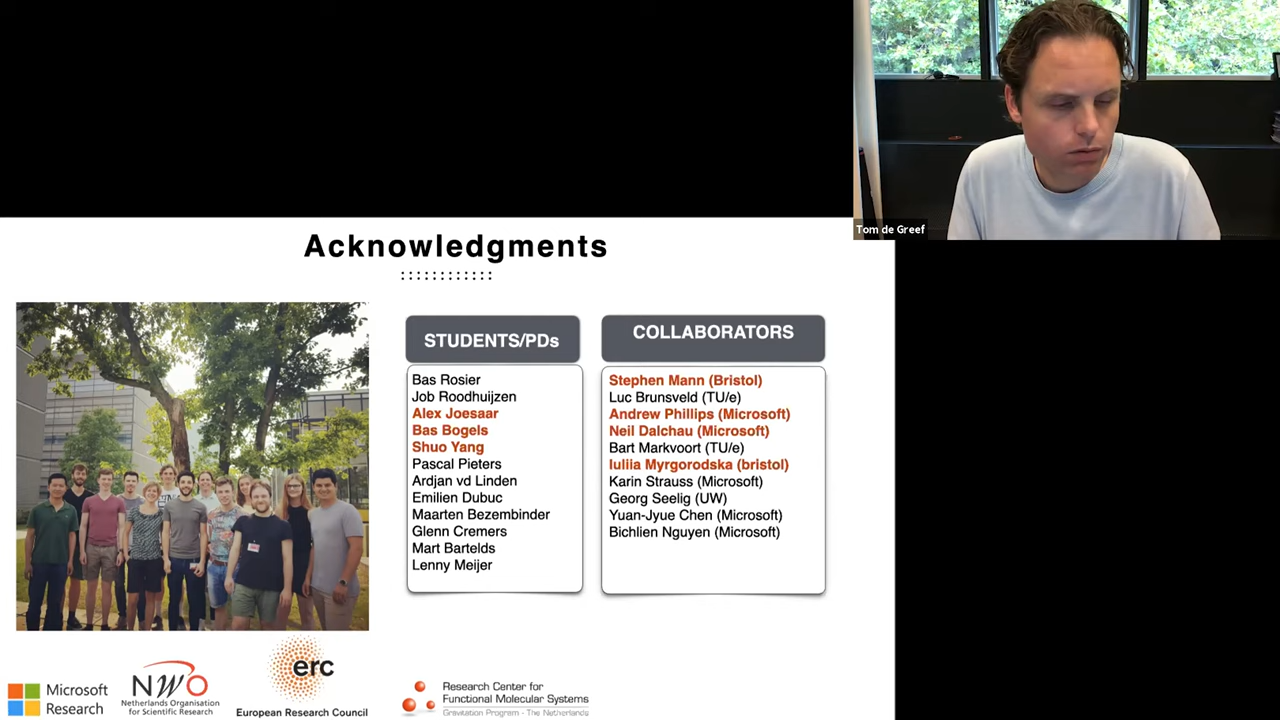 Tom de Greef
Acknowledgments
STUDENTS/PDs
Bas Rosier
Job Roodhuijzen
Alex Joesaar
Bas Bogels
Shuo Yang
Pascal Pieters
Ardjan vd Linden
Emilien Dubuc
Maarten Bezembinder
Glenn Cremers
Mart Bartelds
Lenny Meijer
COLLABORATORS
Stephen Mann (Bristol)
Luc Brunsveld (TU/e)
Andrew Phillips (Microsoft)
Neil Dalchau (Microsoft)
Bart Markvoort (TU/e)
Iuliia Myrgorodska (bristol)
Karin Strauss (Microsoft)
Georg Seelig (UW)
Yuan-Jyue Chen (Microsoft)
Bichlien Nguyen (Microsoft)
Microsoft
Research
NWO
Netherlands Organisation
for Scientific Research
erc
European Research Council
Research Center for
Functional Molecular Systems
Gravitation Program - The Netherlands